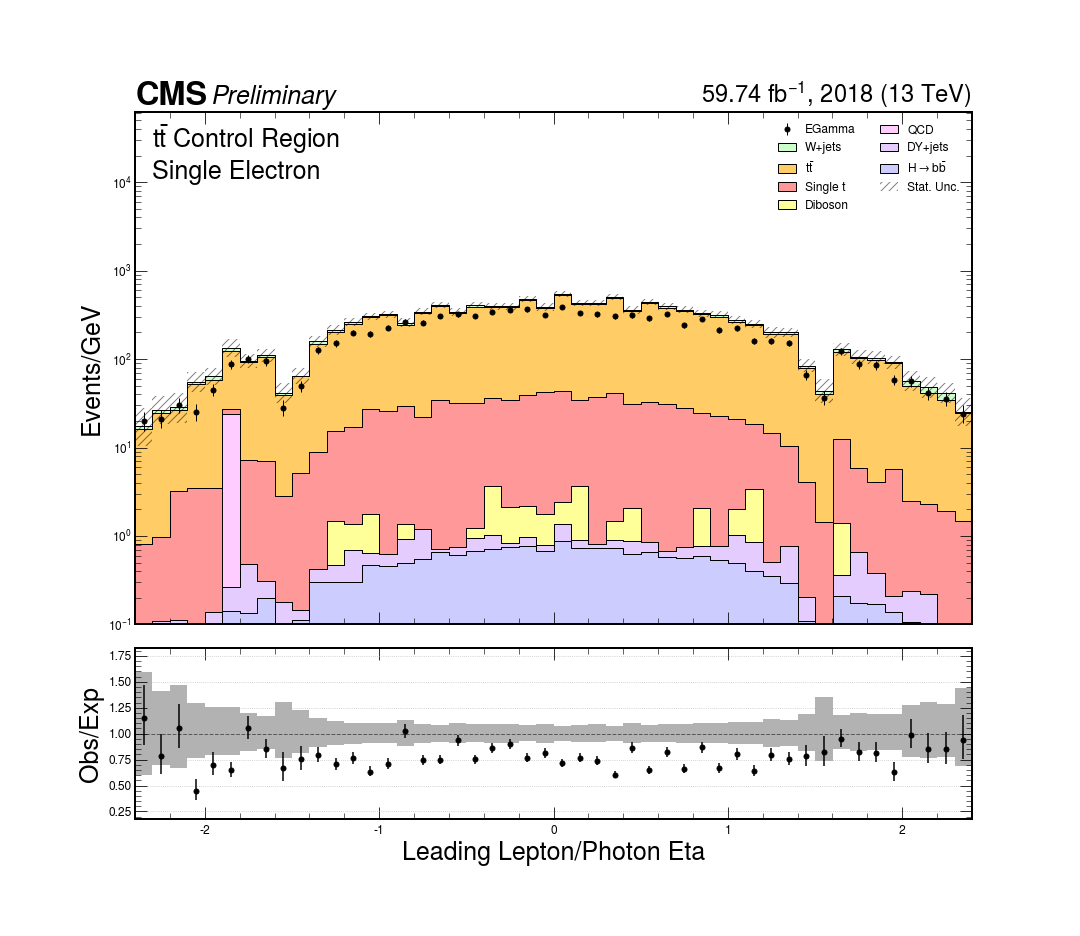 CMS Preliminary
59.74 fb⁻¹, 2018 (13 TeV)
tt̄ Control Region
Single Electron
EGamma
W+jets
tt̄
Single t
Diboson
QCD
DY+jets
H→bb̄
Stat. Unc.
Events/GeV
10⁴
10³
10²
10¹
10⁰
10⁻¹
Obs/Exp
1.75
1.50
1.25
1.00
0.75
0.50
0.25
-2 -1 0 1 2
Leading Lepton/Photon Eta